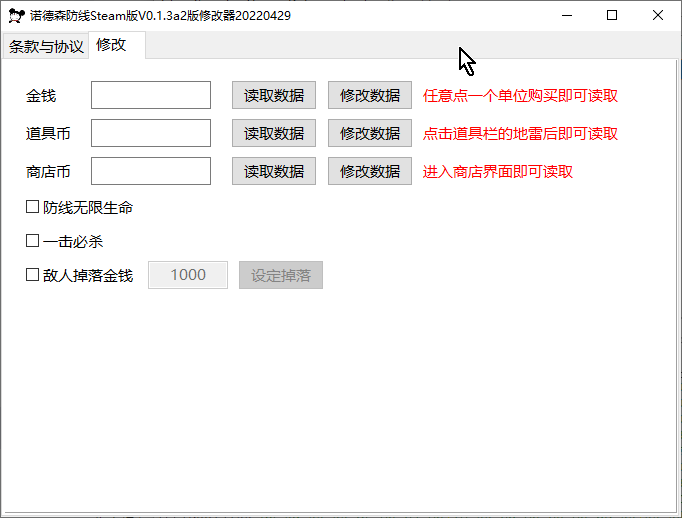 诺德森防线Steam版V0.1.3a2版修改器20220429
条款与协议 修改
金钱 读取数据 修改数据 任意点一个单位购买即可读取
道具币 读取数据 修改数据 点击道具栏的地雷后即可读取
商店币 读取数据 修改数据 进入商店界面即可读取
防线无限生命
一击必杀
敌人掉落金钱 1000 设定掉落